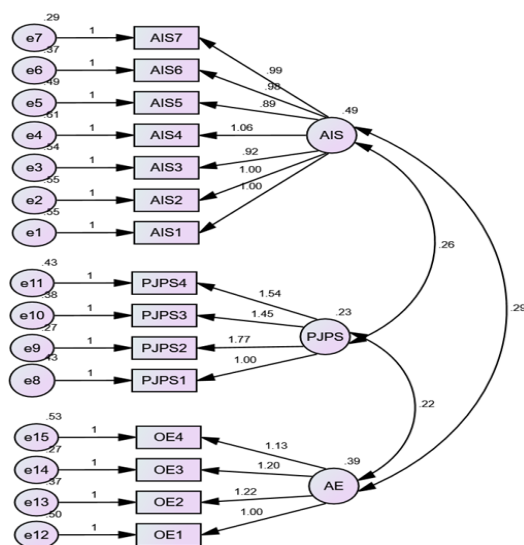 .29
e7 1 AIS7
.37
e6 1 AIS6
.49
e5 1 AIS5
.61
e4 1 AIS4
.54
e3 1 AIS3
.55
e2 1 AIS2
.55
e1 1 AIS1
.99
.98
.89
1.06
.92
1.00
1.00
.49
AIS
.26
.29
.43
e11 1 PJPS4
.38
e10 1 PJPS3
.27
e9 1 PJPS2
.43
e8 1 PJPS1
1.54
1.45
1.77
1.00
.23
PJPS
.22
.53
e15 1 OE4
.27
e14 1 OE3
.37
e13 1 OE2
.50
e12 1 OE1
1.13
1.20
1.22
1.00
.39
AE